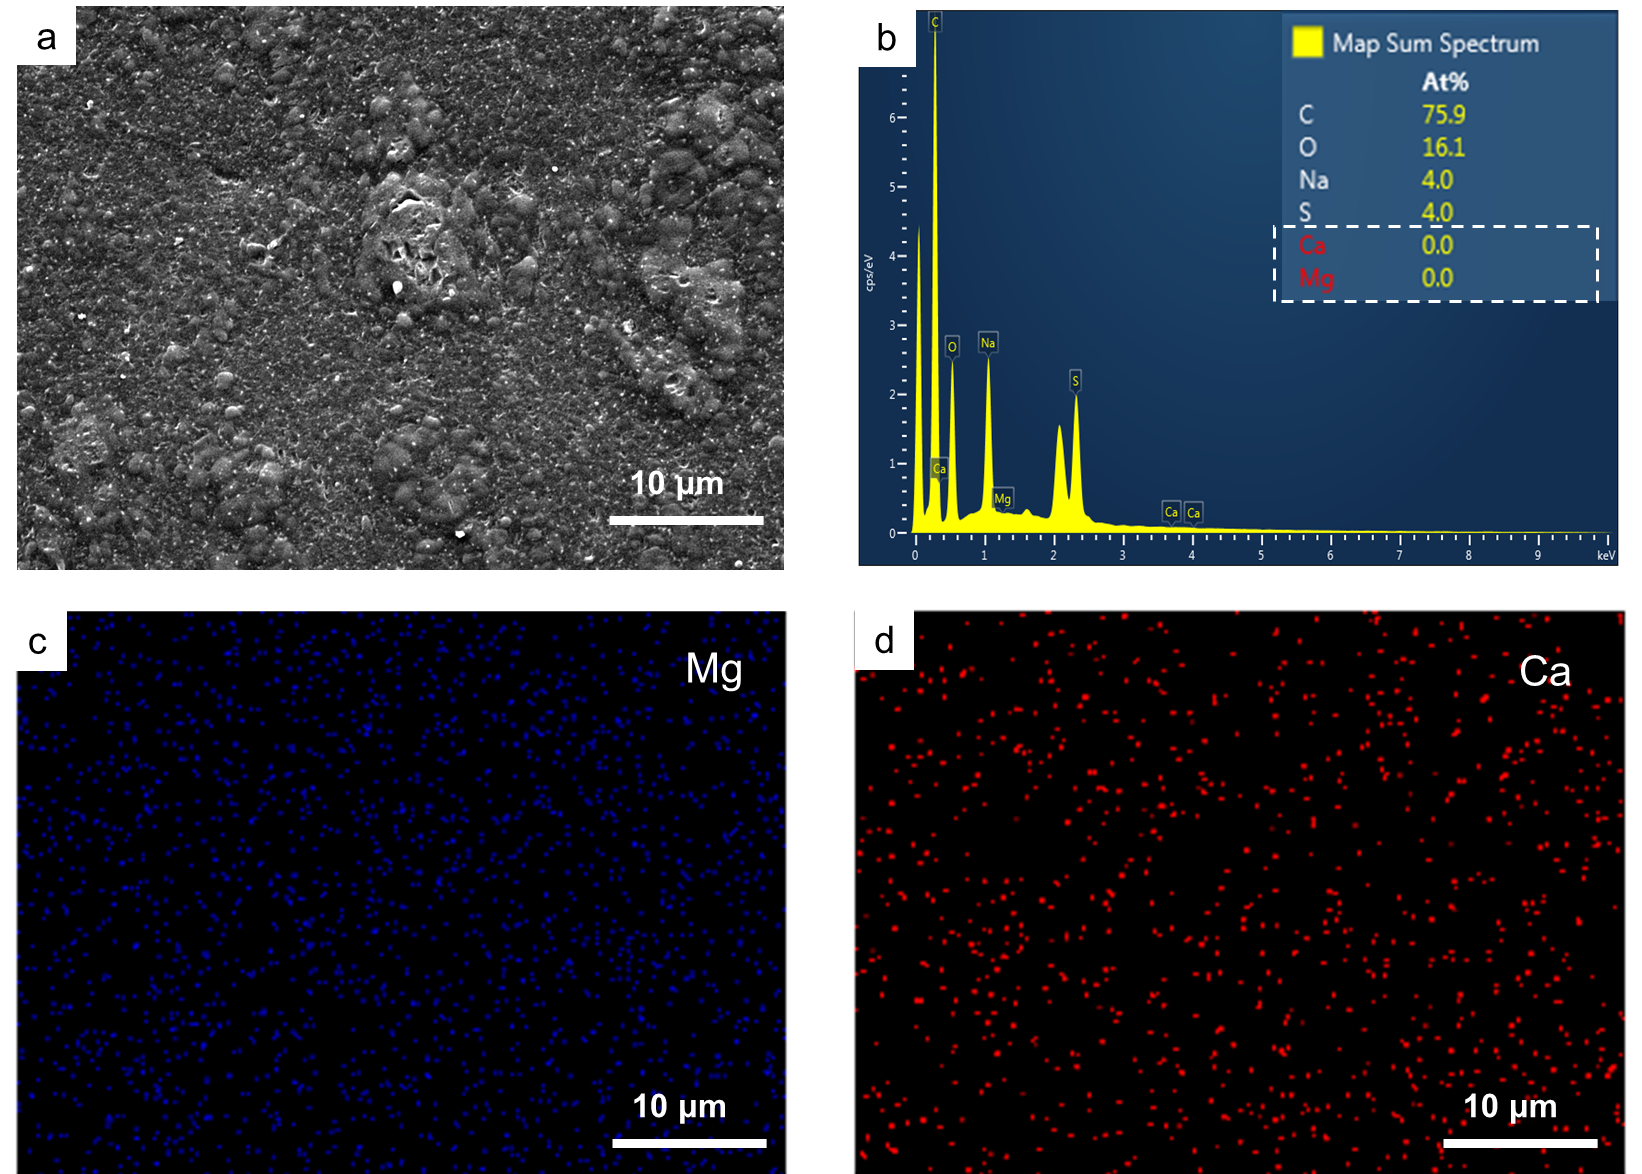 a
10 µm
b
C
Map Sum Spectrum
At%
C 75.9
O 16.1
Na 4.0
S 4.0
Ca 0.0
Mg 0.0
cps/eV
6
5
4
3
2
1
0
O
Na
S
Ca
Mg
Ca
Ca
0 1 2 3 4 5 6 7 8 9 keV
c
Mg
10 µm
d
Ca
10 µm